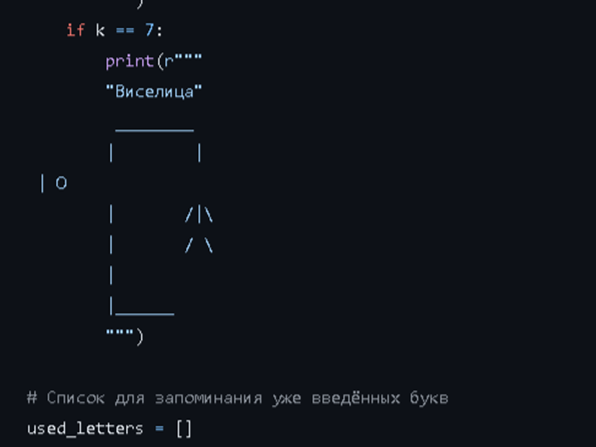 )
if k == 7:
print(r"""
"Виселица"
________
|        |
| O
|       /|\
|       / \
|
|______
""")
# Список для запоминания уже введённых букв
used_letters = []